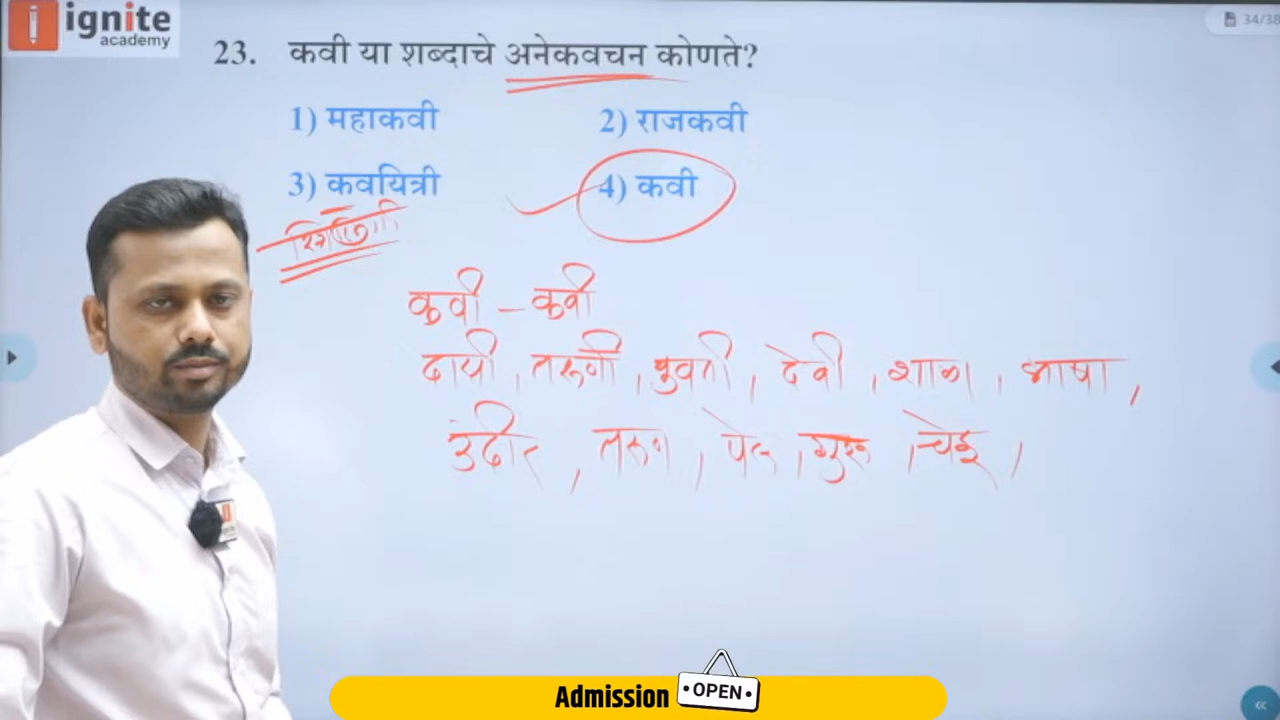 ignite
academy
34/38
23. कवी या शब्दाचे अनेकवचन कोणते?
1) महाकवी 2) राजकवी
3) कवयित्री 4) कवी
कवी – कवी
दायी, तरुणी, युवती, देवी, शाळा, भाषा,
उंदीर, तरुण, पेरू, गुरू,
Admission OPEN